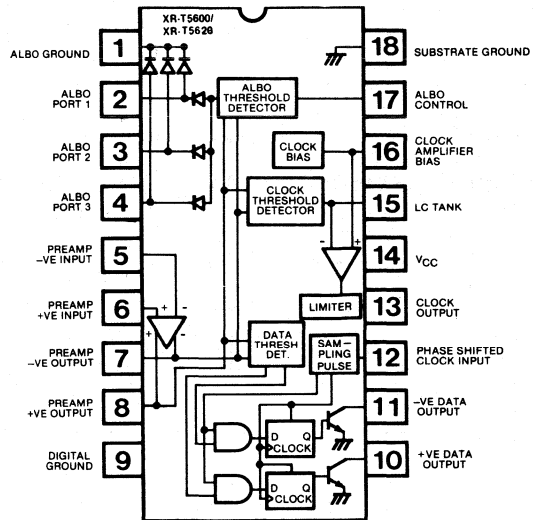 XR-T5600/
XR-T5620
ALBO GROUND
1
ALBO
PORT 1
2
ALBO
PORT 2
3
ALBO
PORT 3
4
PREAMP
−VE INPUT
5
PREAMP
+VE INPUT
6
PREAMP
−VE OUTPUT
7
PREAMP
+VE OUTPUT
8
DIGITAL
GROUND
9
18
SUBSTRATE GROUND
17
ALBO
CONTROL
16
CLOCK
AMPLIFIER
BIAS
15
LC TANK
14
VCC
13
CLOCK
OUTPUT
12
PHASE SHIFTED
CLOCK INPUT
11
−VE DATA
OUTPUT
10
+VE DATA
OUTPUT
ALBO
THRESHOLD
DETECTOR
CLOCK
BIAS
CLOCK
THRESHOLD
DETECTOR
- +
LIMITER
+ -
DATA
THRESH
DET.
SAM-
PLING
PULSE
D Q
CLOCK
D Q
CLOCK